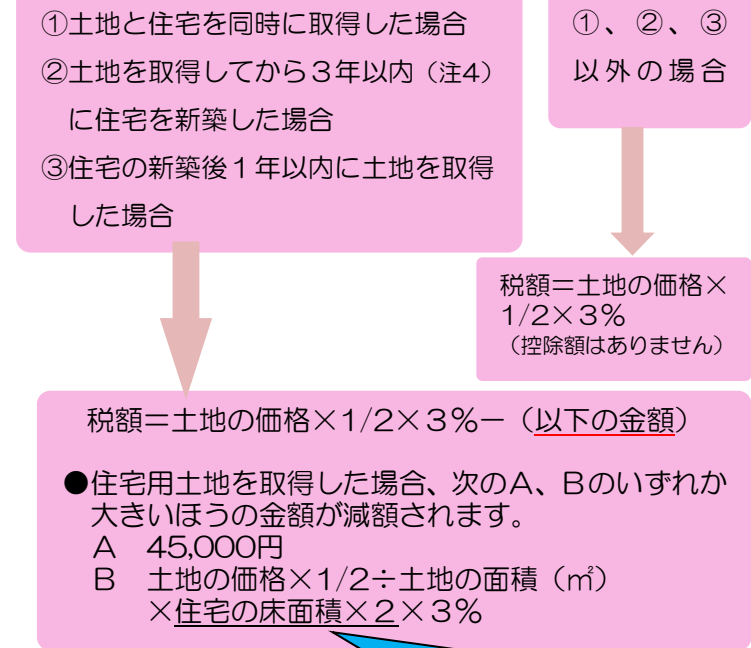 ①土地と住宅を同時に取得した場合
②土地を取得してから３年以内（注4）
に住宅を新築した場合
③住宅の新築後１年以内に土地を取得
した場合
①、②、③
以外の場合
税額＝土地の価格×
１/２×３％
（控除額はありません）
税額＝土地の価格×１/２×３％－（以下の金額）
●住宅用土地を取得した場合、次のＡ、Ｂのいずれか
大きいほうの金額が減額されます。
Ａ　45,000円
Ｂ　土地の価格×１/２÷土地の面積（㎡）
×住宅の床面積×２×３％